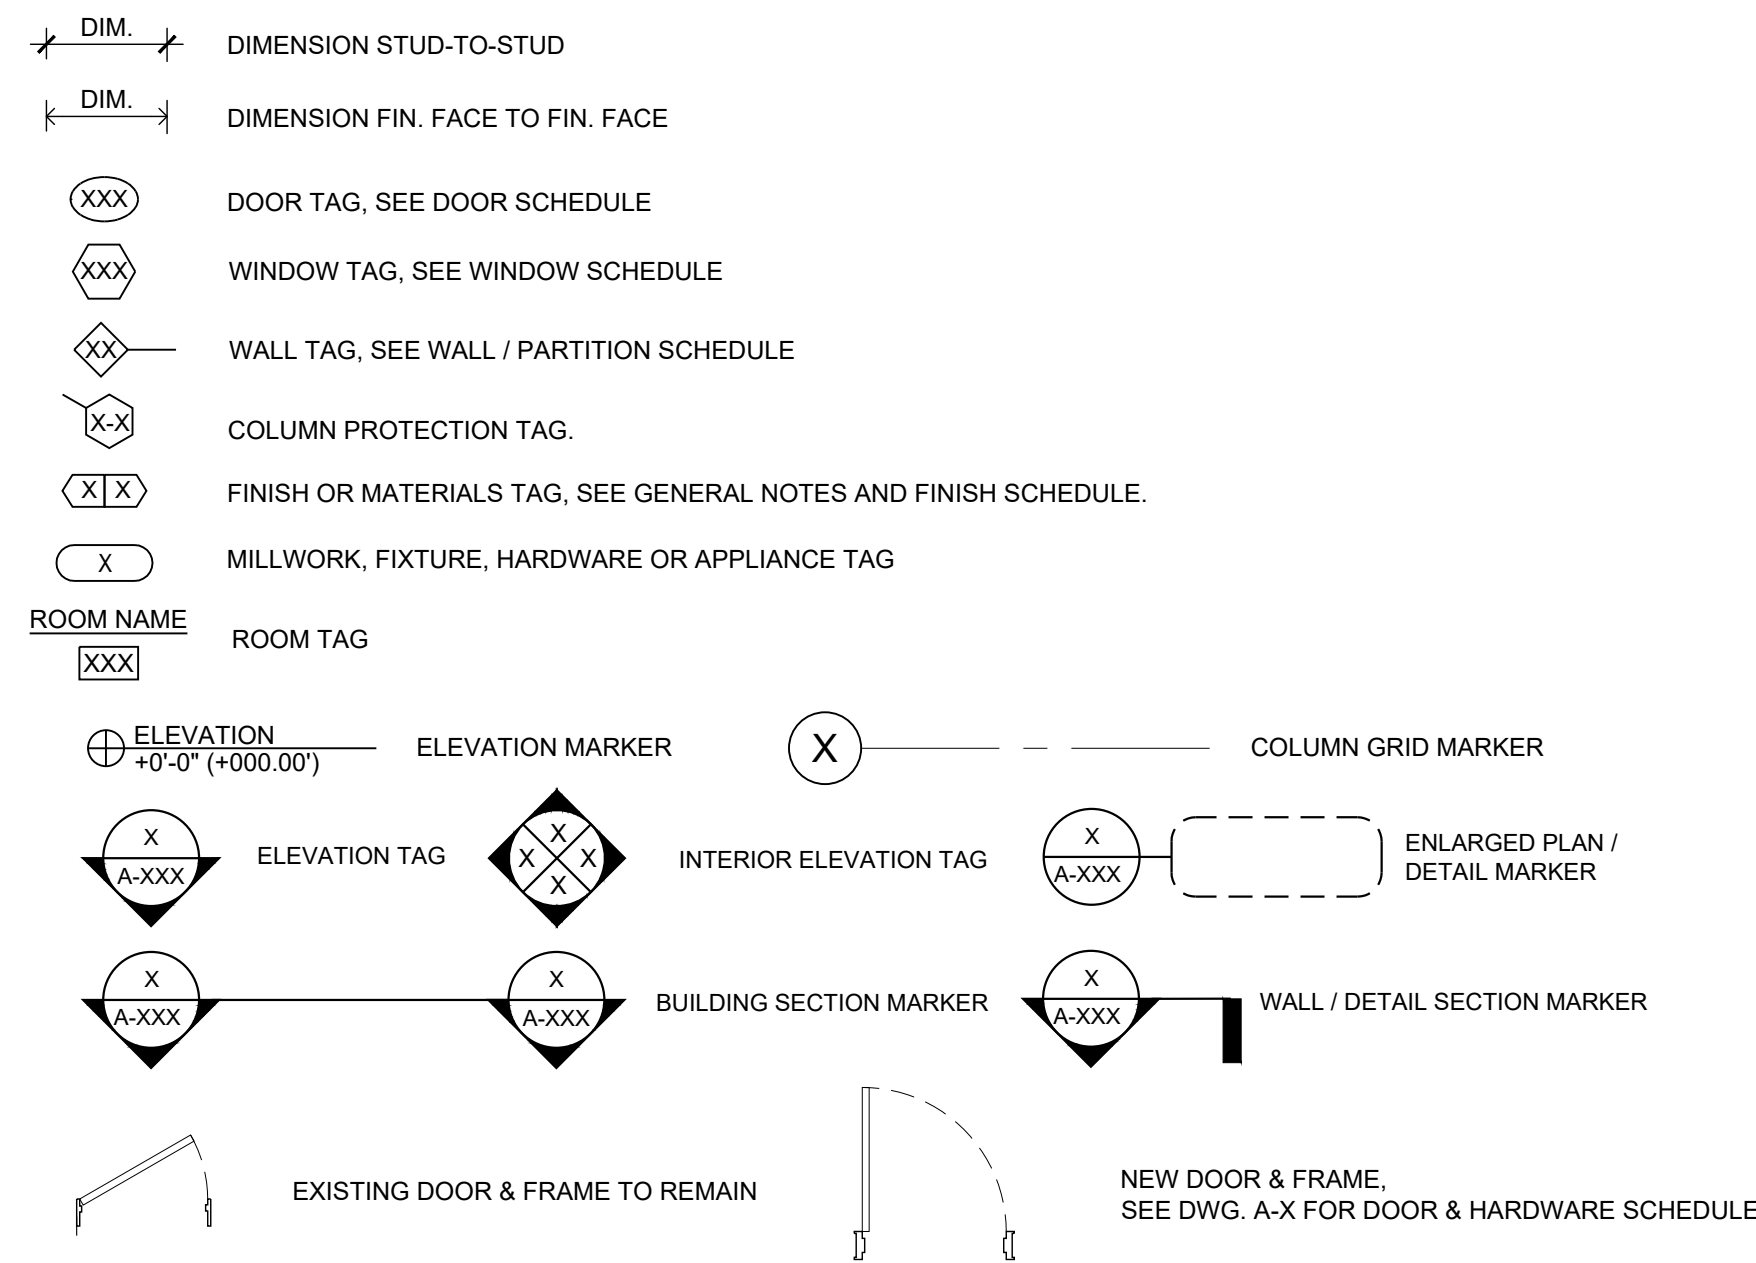 DIM.
DIMENSION STUD-TO-STUD
DIM.
DIMENSION FIN. FACE TO FIN. FACE
XXX
DOOR TAG, SEE DOOR SCHEDULE
XXX
WINDOW TAG, SEE WINDOW SCHEDULE
XX
WALL TAG, SEE WALL / PARTITION SCHEDULE
X-X
COLUMN PROTECTION TAG.
X X
FINISH OR MATERIALS TAG, SEE GENERAL NOTES AND FINISH SCHEDULE.
X
MILLWORK, FIXTURE, HARDWARE OR APPLIANCE TAG
ROOM NAME
XXX
ROOM TAG
ELEVATION
+0'-0" (+000.00')
ELEVATION MARKER
X
COLUMN GRID MARKER
X
A-XXX
ELEVATION TAG
X
X X
X
INTERIOR ELEVATION TAG
X
A-XXX
ENLARGED PLAN /
DETAIL MARKER
X
A-XXX
X
A-XXX
BUILDING SECTION MARKER
X
A-XXX
WALL / DETAIL SECTION MARKER
EXISTING DOOR & FRAME TO REMAIN
NEW DOOR & FRAME,
SEE DWG. A-X FOR DOOR & HARDWARE SCHEDULE